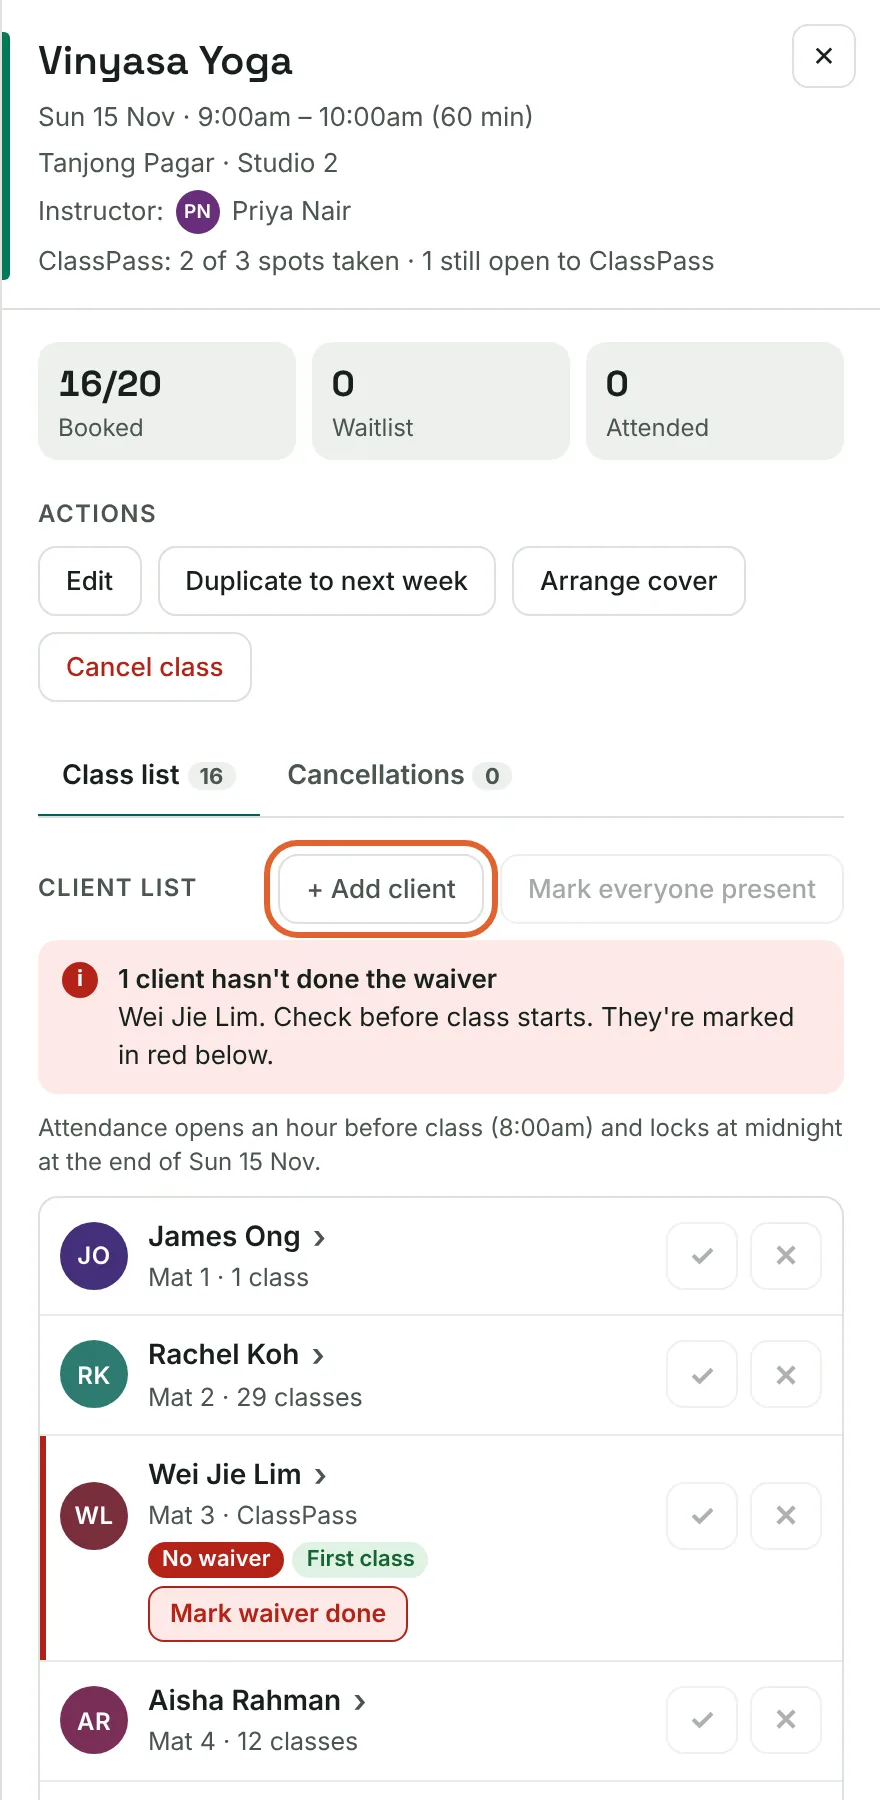 Vinyasa Yoga
✕
Sun 15 Nov · 9:00am – 10:00am (60 min)
Tanjong Pagar · Studio 2
Instructor: PN Priya Nair
ClassPass: 2 of 3 spots taken · 1 still open to ClassPass
16/20
Booked
0
Waitlist
0
Attended
ACTIONS
Edit
Duplicate to next week
Arrange cover
Cancel class
Class list 16
Cancellations 0
CLIENT LIST
+ Add client
Mark everyone present
i
1 client hasn't done the waiver
Wei Jie Lim. Check before class starts. They're marked
in red below.
Attendance opens an hour before class (8:00am) and locks at midnight
at the end of Sun 15 Nov.
JO
James Ong ›
Mat 1 · 1 class
RK
Rachel Koh ›
Mat 2 · 29 classes
WL
Wei Jie Lim ›
Mat 3 · ClassPass
No waiver
First class
Mark waiver done
AR
Aisha Rahman ›
Mat 4 · 12 classes